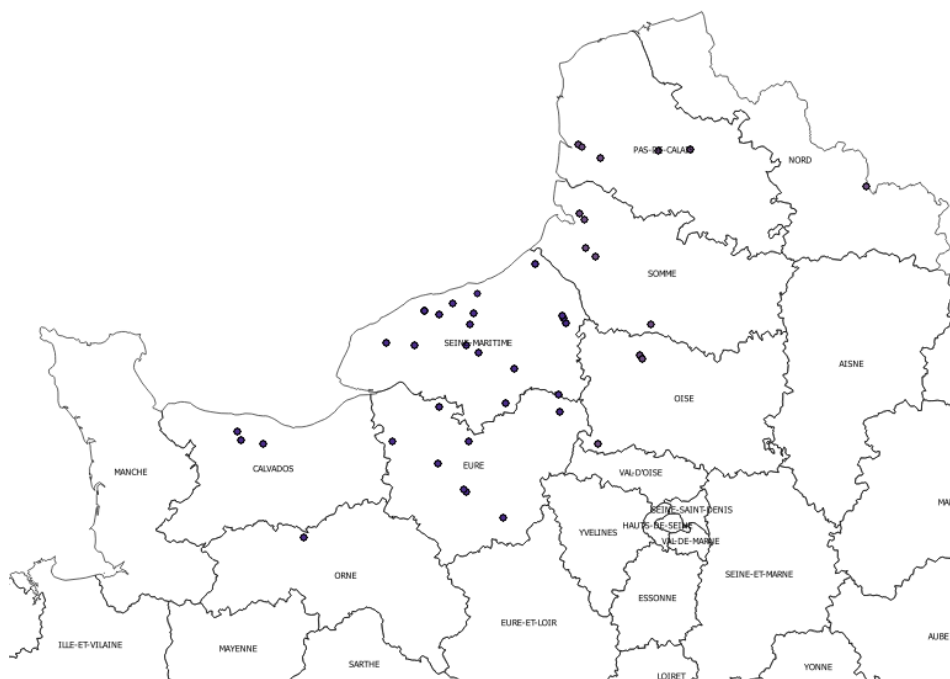 PAS-DE-CALAIS
NORD
SOMME
SEINE-MARITIME
AISNE
OISE
MANCHE
CALVADOS
EURE
VAL-D'OISE
SEINE-SAINT-DENIS
HAUTS-DE-SEINE
YVELINES
VAL-DE-MARNE
MA
ORNE
SEINE-ET-MARNE
ESSONNE
EURE-ET-LOIR
AUBE
ILLE-ET-VILAINE
MAYENNE
SARTHE
YONNE
LOIRET